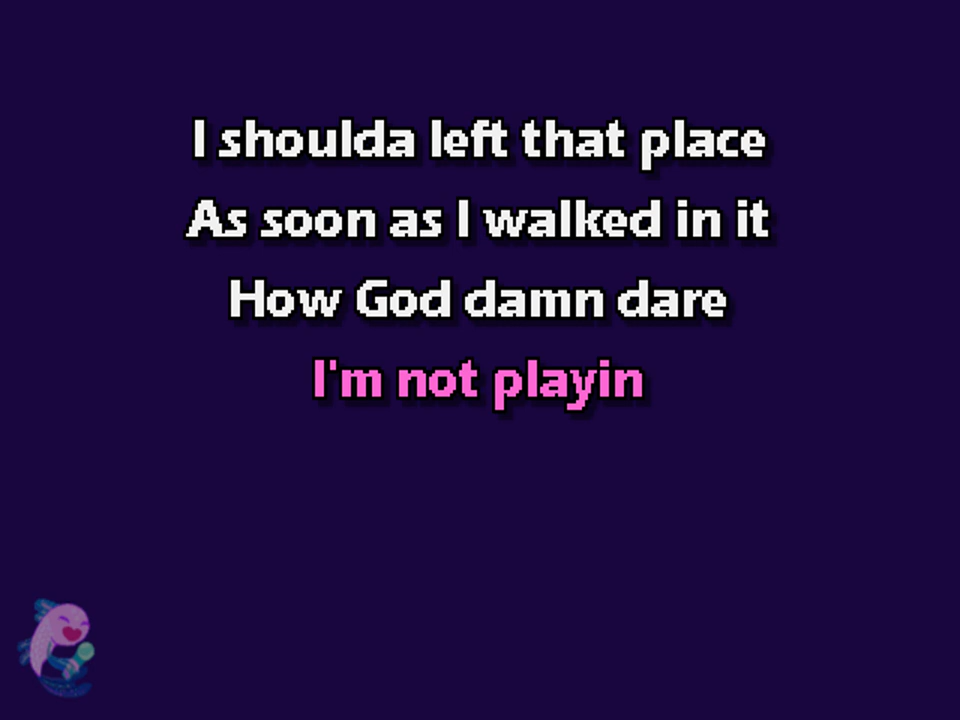 I shoulda left that place
As soon as I walked in it
How God damn dare
I'm not playin